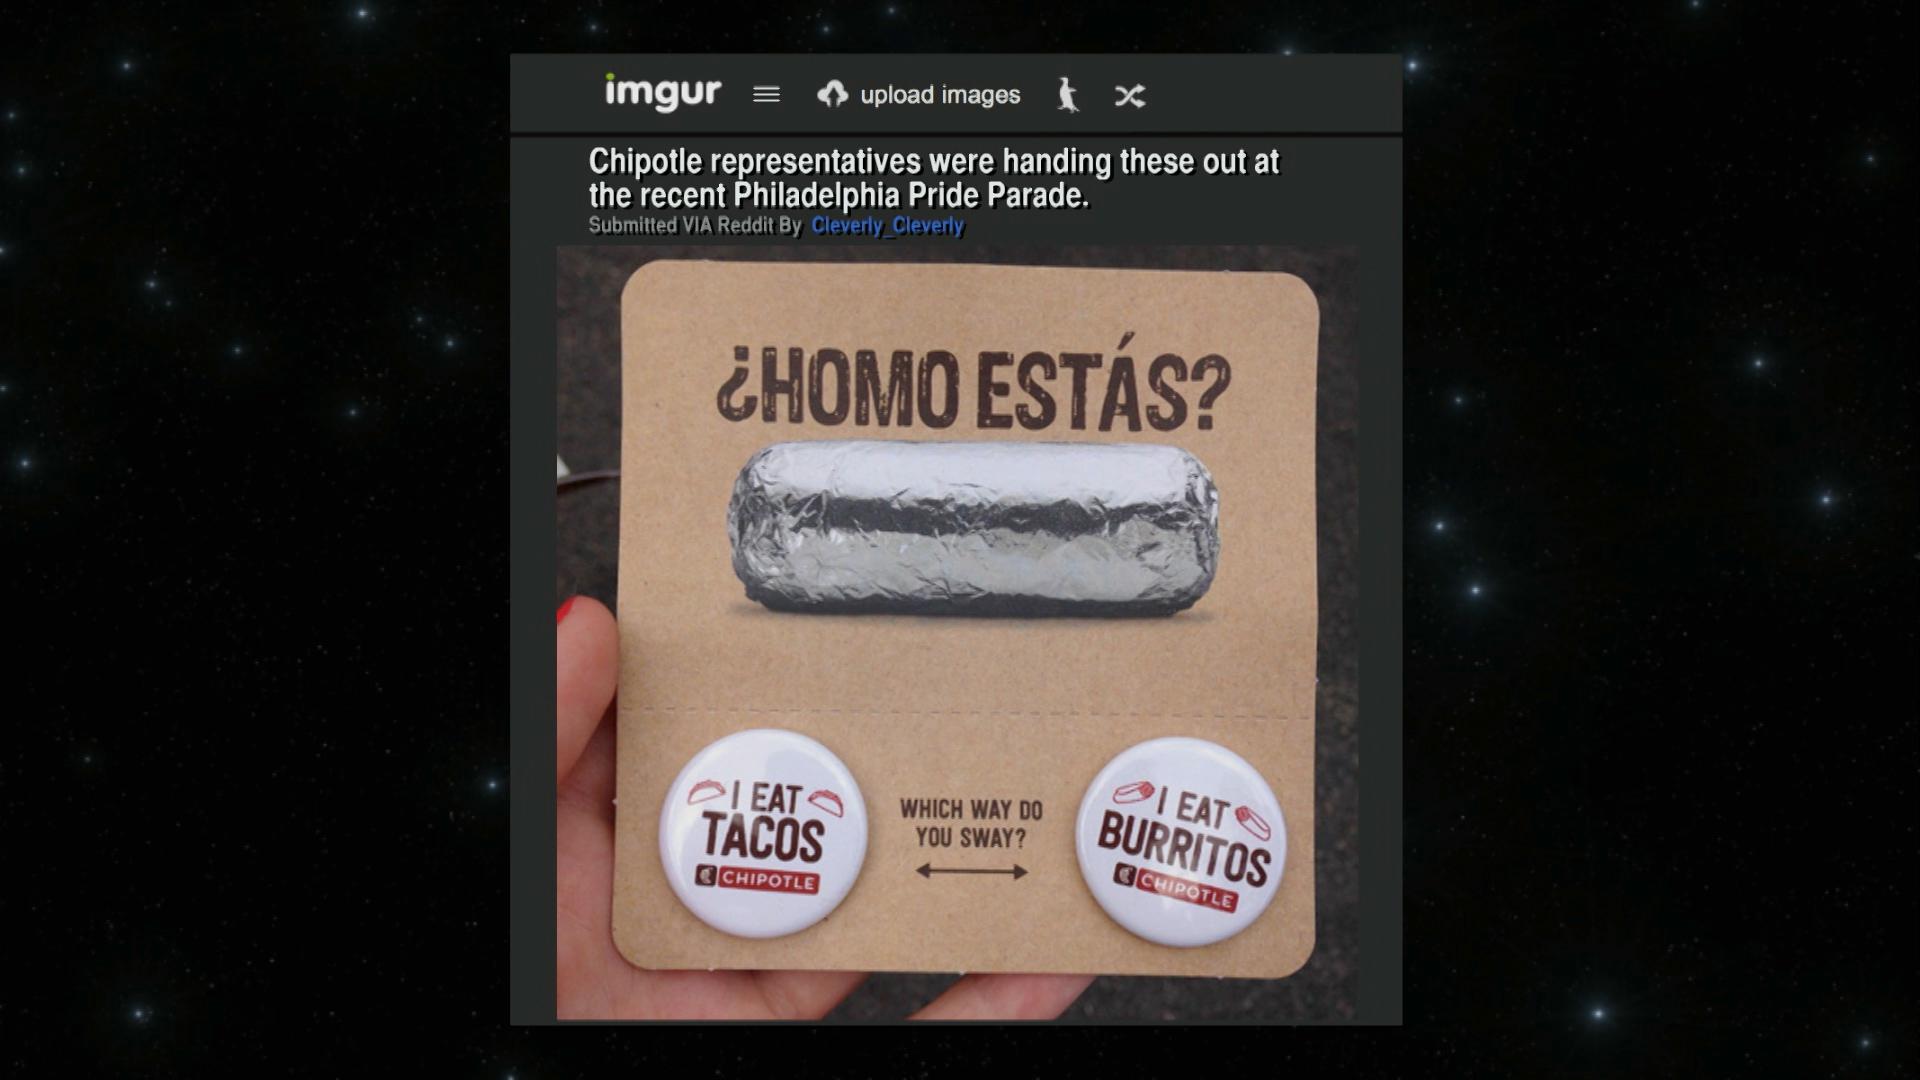 imgur
upload images
Chipotle representatives were handing these out at
the recent Philadelphia Pride Parade.
Submitted VIA Reddit By Cleverly_Cleverly
¿HOMO ESTÁS?
I EAT
TACOS
CHIPOTLE
WHICH WAY DO
YOU SWAY?
I EAT
BURRITOS
CHIPOTLE